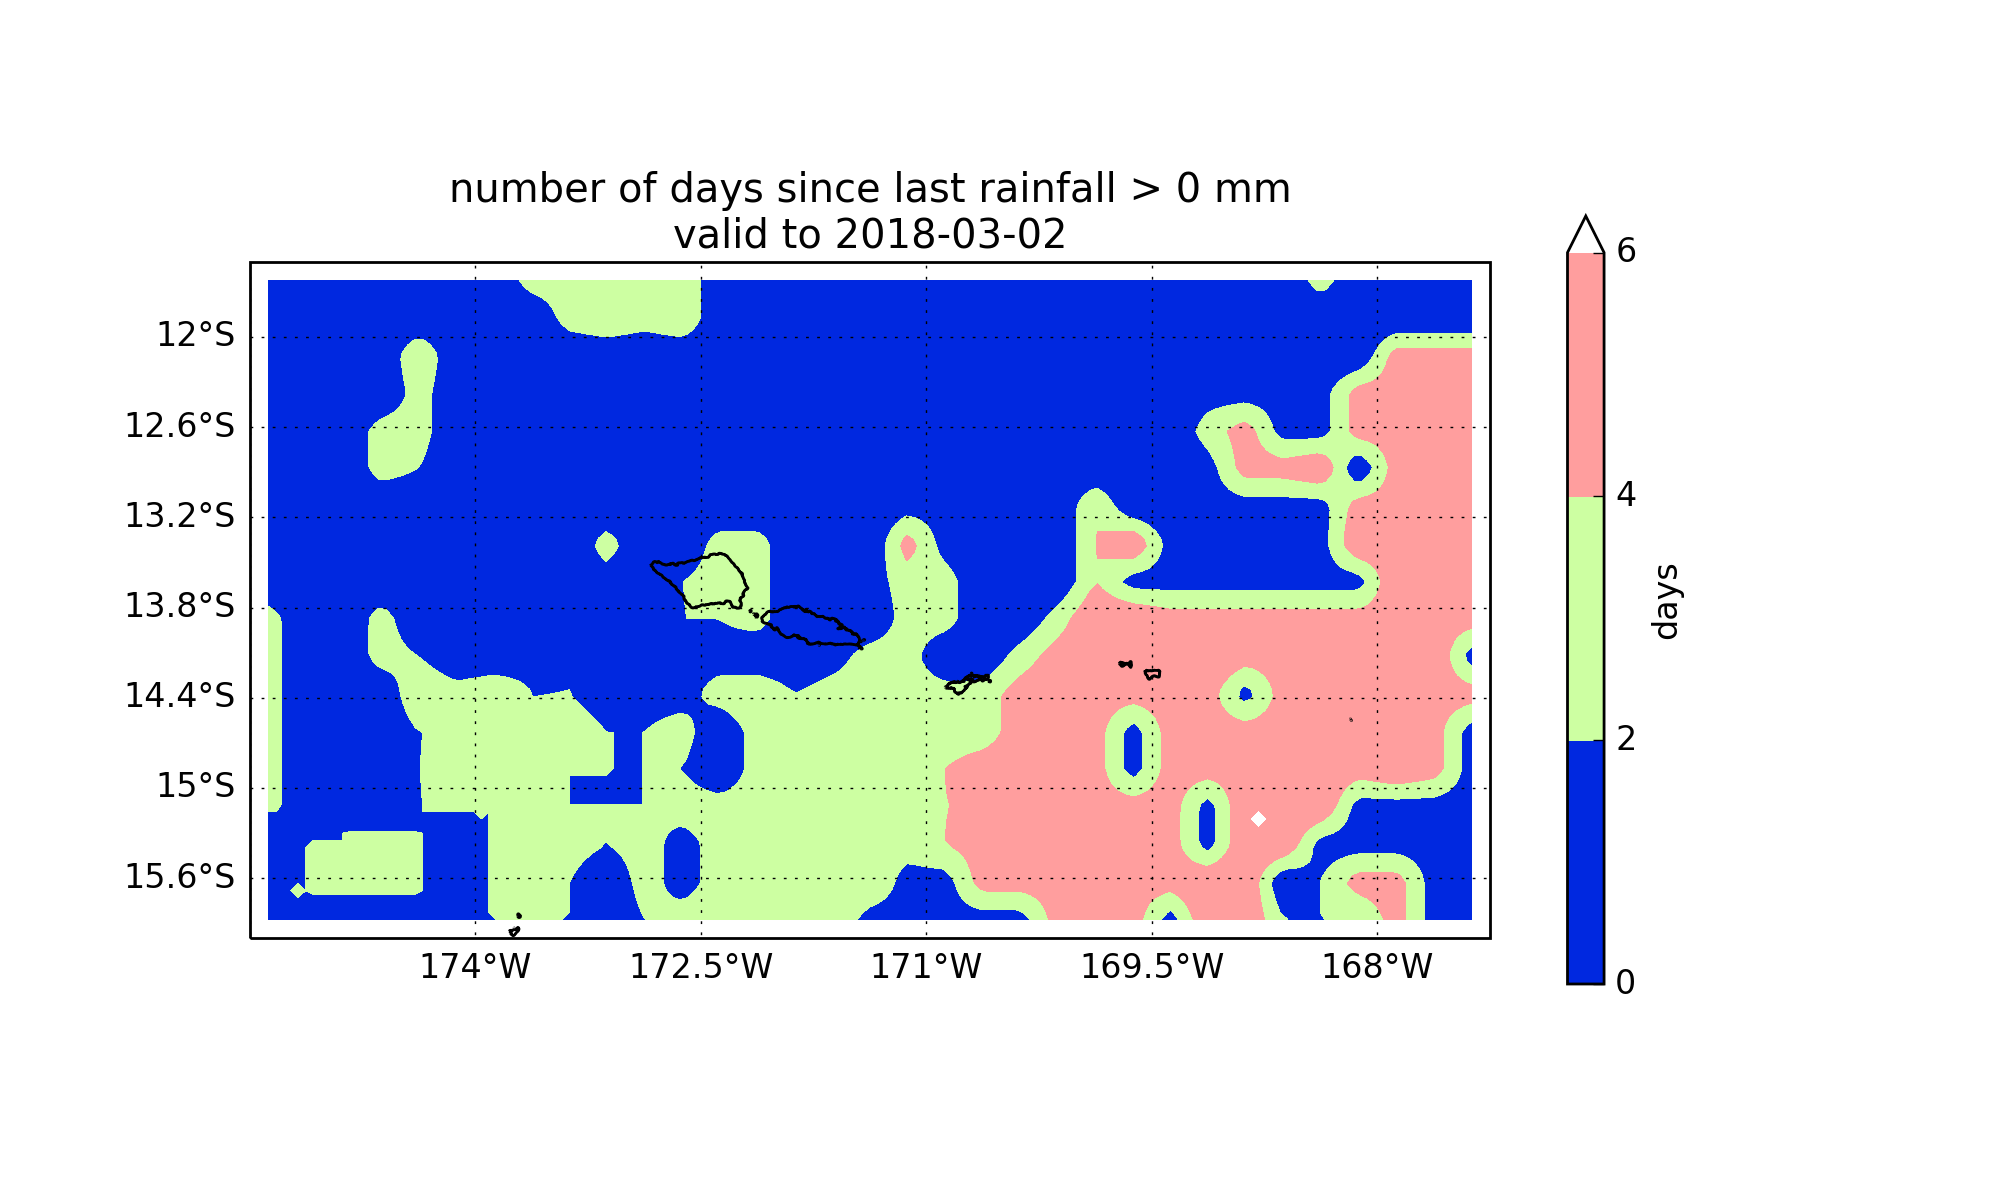 number of days since last rainfall > 0 mm
valid to 2018-03-02
12°S
12.6°S
13.2°S
13.8°S
14.4°S
15°S
15.6°S
174°W 172.5°W 171°W 169.5°W 168°W
6
4
2
0
days